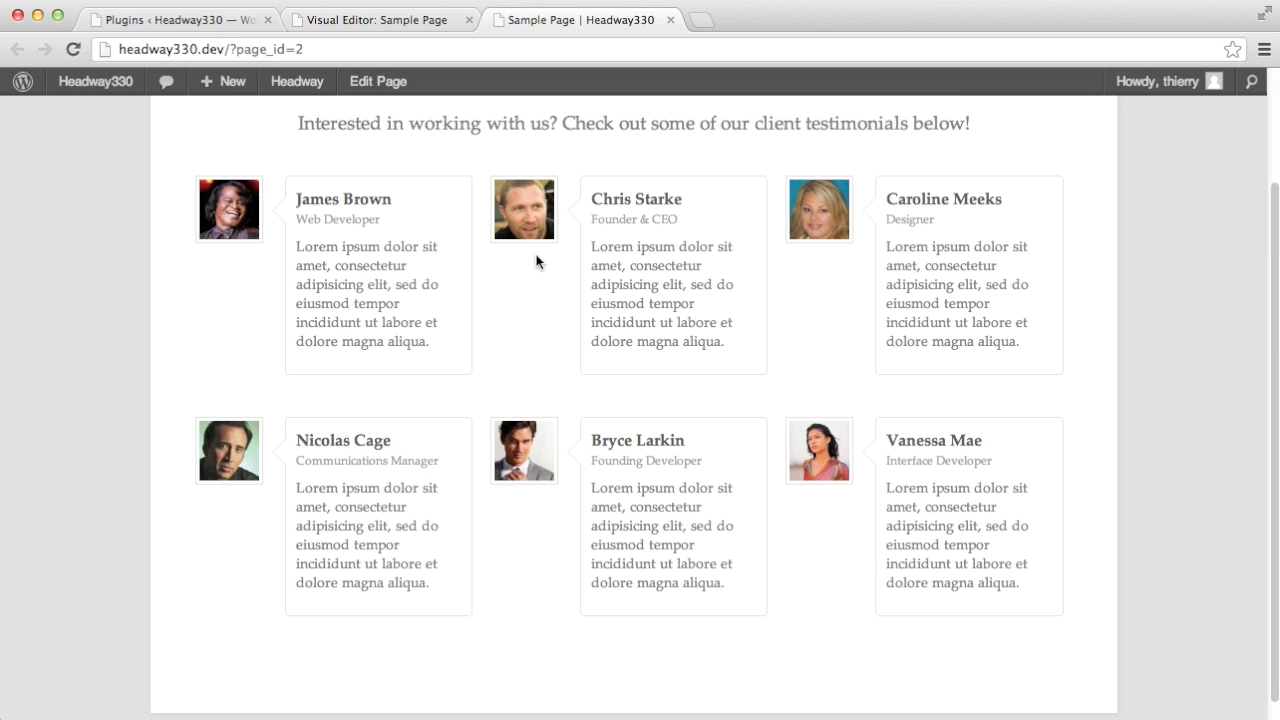 Plugins ‹ Headway330 — Wo
Visual Editor: Sample Page
Sample Page | Headway330
headway330.dev/?page_id=2
Headway330
New
Headway
Edit Page
Howdy, thierry
Interested in working with us? Check out some of our client testimonials below!
James Brown
Web Developer
Lorem ipsum dolor sit
amet, consectetur
adipisicing elit, sed do
eiusmod tempor
incididunt ut labore et
dolore magna aliqua.
Chris Starke
Founder & CEO
Lorem ipsum dolor sit
amet, consectetur
adipisicing elit, sed do
eiusmod tempor
incididunt ut labore et
dolore magna aliqua.
Caroline Meeks
Designer
Lorem ipsum dolor sit
amet, consectetur
adipisicing elit, sed do
eiusmod tempor
incididunt ut labore et
dolore magna aliqua.
Nicolas Cage
Communications Manager
Lorem ipsum dolor sit
amet, consectetur
adipisicing elit, sed do
eiusmod tempor
incididunt ut labore et
dolore magna aliqua.
Bryce Larkin
Founding Developer
Lorem ipsum dolor sit
amet, consectetur
adipisicing elit, sed do
eiusmod tempor
incididunt ut labore et
dolore magna aliqua.
Vanessa Mae
Interface Developer
Lorem ipsum dolor sit
amet, consectetur
adipisicing elit, sed do
eiusmod tempor
incididunt ut labore et
dolore magna aliqua.